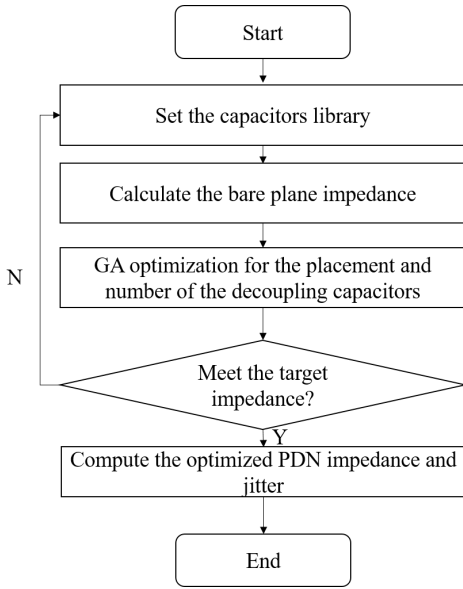 Start
Set the capacitors library
Calculate the bare plane impedance
GA optimization for the placement and
number of the decoupling capacitors
N
Meet the target
impedance?
Y
Compute the optimized PDN impedance and
jitter
End